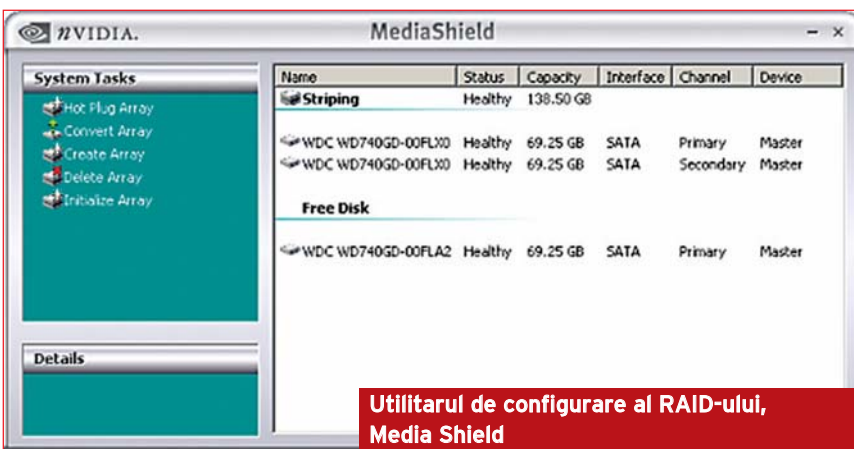 nVIDIA. MediaShield
System Tasks
Hot Plug Array
Convert Array
Create Array
Delete Array
Initialize Array
Details
Name Status Capacity Interface Channel Device
Striping Healthy 138.50 GB
WDC WD740GD-00FLX0 Healthy 69.25 GB SATA Primary Master
WDC WD740GD-00FLX0 Healthy 69.25 GB SATA Secondary Master
Free Disk
WDC WD740GD-00FLA2 Healthy 69.25 GB SATA Primary Master
Utilitarul de configurare al RAID-ului,
Media Shield